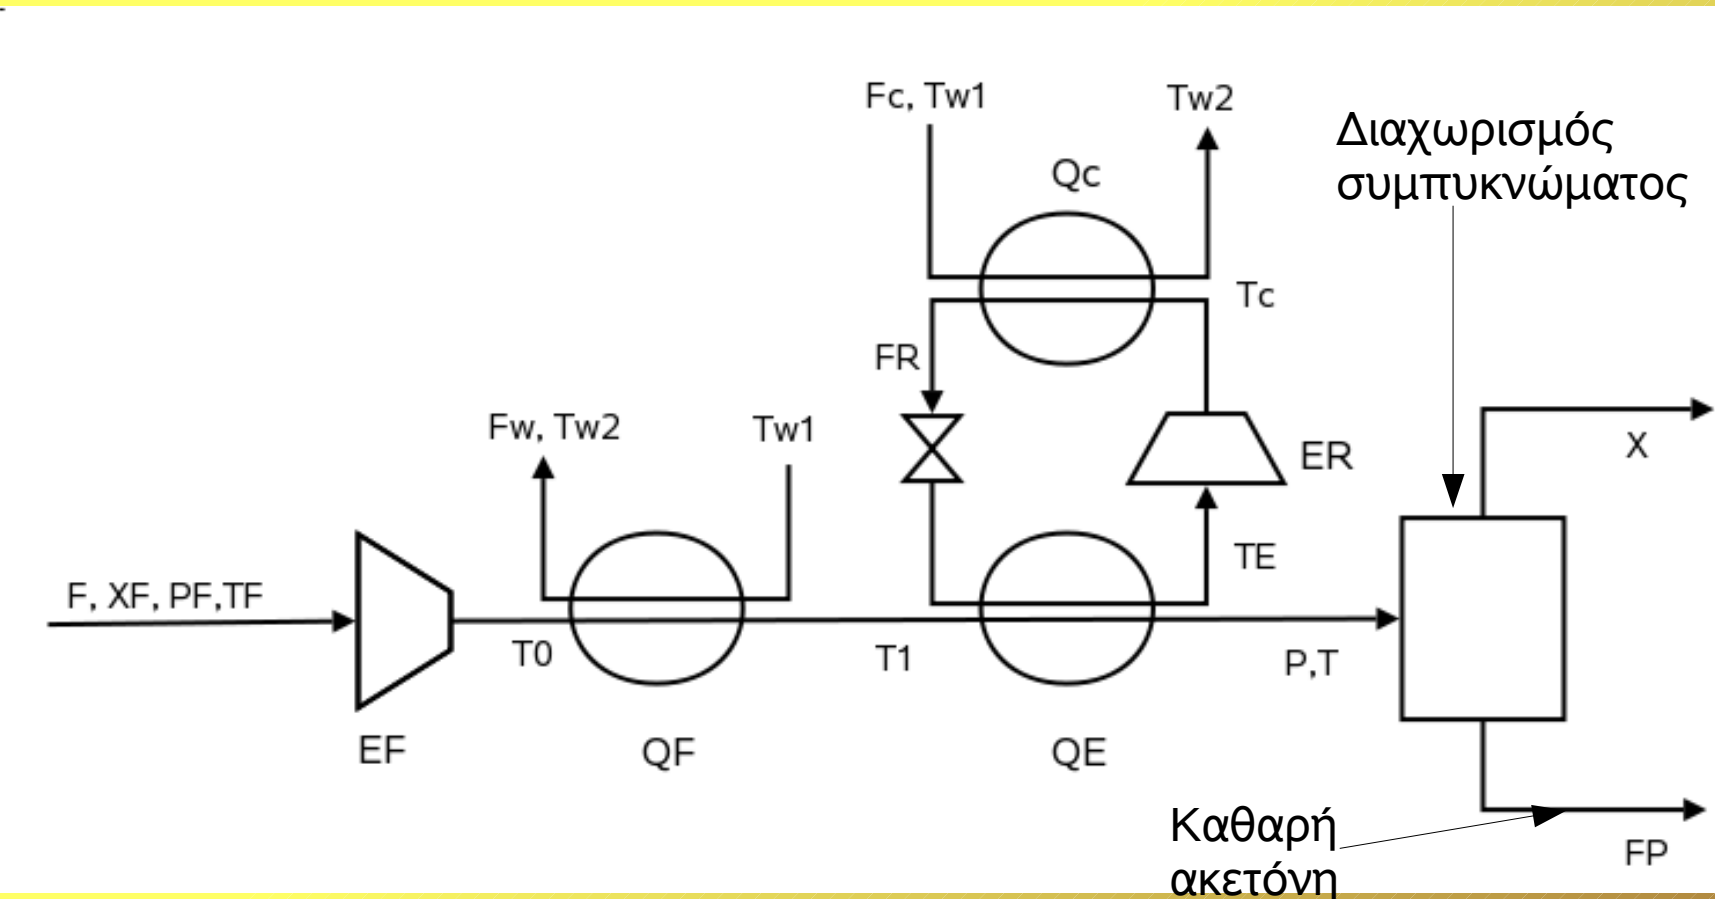 Fc, Tw1
Tw2
Διαχωρισμός
συμπυκνώματος
Qc
Tc
FR
Fw, Tw2
Tw1
ER
X
TE
F, XF, PF,TF
T0
T1
P,T
EF
QF
QE
Καθαρή
ακετόνη
FP